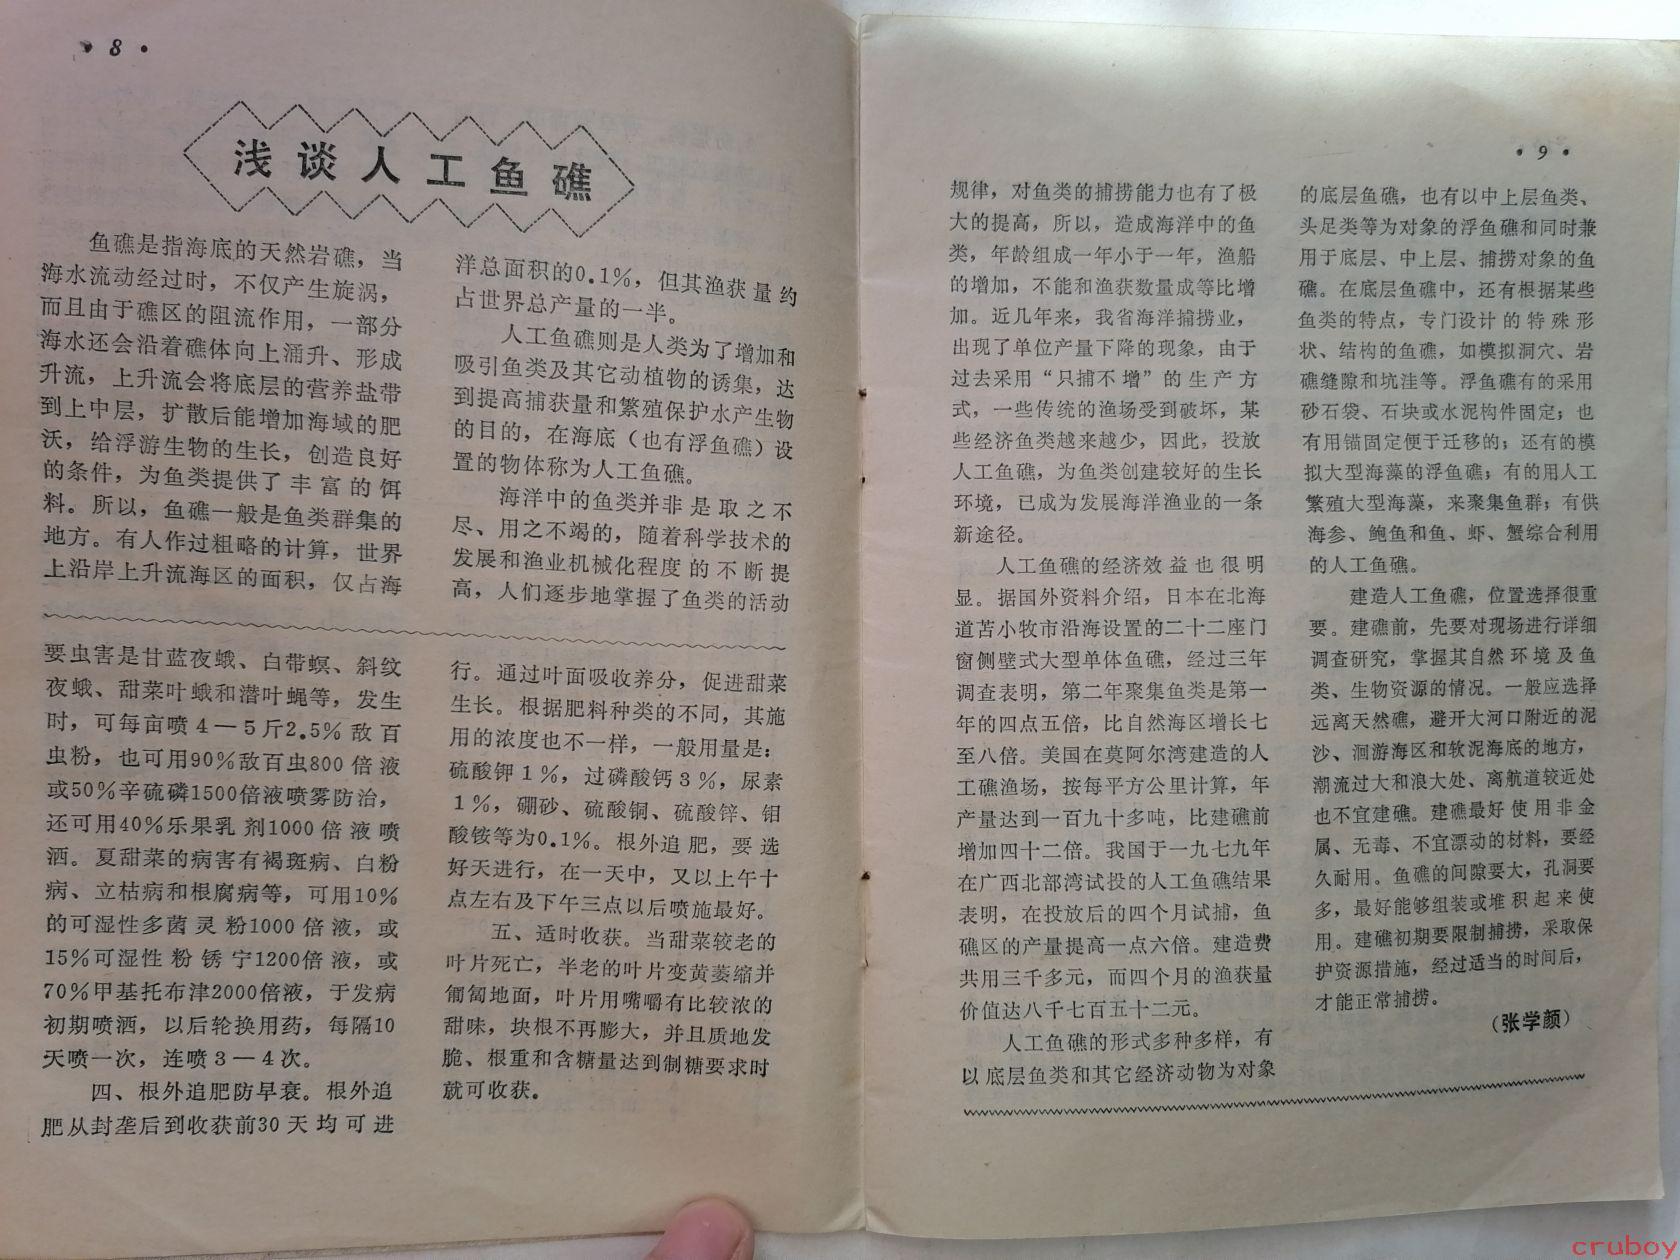 8
浅谈人工鱼礁
鱼礁是指海底的天然岩礁，当
海水流动经过时，不仅产生旋涡，
而且由于礁区的阻流作用，一部分
海水还会沿着礁体向上涌升、形成
升流，上升流会将底层的营养盐带
到上中层，扩散后能增加海域的肥
沃，给浮游生物的生长，创造良好
的条件，为鱼类提供了丰富的饵
料。所以，鱼礁一般是鱼类群集的
地方。有人作过粗略的计算，世界
上沿岸上升流海区的面积，仅占海
洋总面积的0.1%，但其渔获量约
占世界总产量的一半。
人工鱼礁则是人类为了增加和
吸引鱼类及其它动植物的诱集，达
到提高捕获量和繁殖保护水产生物
的目的，在海底（也有浮鱼礁）设
置的物体称为人工鱼礁。
海洋中的鱼类并非是取之不
尽、用之不竭的，随着科学技术的
发展和渔业机械化程度的不断提
高，人们逐步地掌握了鱼类的活动
要虫害是甘蓝夜蛾、白带螟、斜纹
夜蛾、甜菜叶蛾和潜叶蝇等，发生
时，可每亩喷4—5斤2.5%敌百
虫粉，也可用90%敌百虫800倍液
或50%辛硫磷1500倍液喷雾防治，
还可用40%乐果乳剂1000倍液喷
洒。夏甜菜的病害有褐斑病、白粉
病、立枯病和根腐病等，可用10%
的可湿性多菌灵粉1000倍液，或
15%可湿性粉锈宁1200倍液，或
70%甲基托布津2000倍液，于发病
初期喷洒，以后轮换用药，每隔10
天喷一次，连喷3—4次。
四、根外追肥防早衰。根外追
肥从封垄后到收获前30天均可进
行。通过叶面吸收养分，促进甜菜
生长。根据肥料种类的不同，其施
用的浓度也不一样，一般用量是：
硫酸钾1%，过磷酸钙3%，尿素
1%，硼砂、硫酸铜、硫酸锌、钼
酸铵等为0.1%。根外追肥，要选
好天进行，在一天中，又以上午十
点左右及下午三点以后喷施最好。
五、适时收获。当甜菜较老的
叶片死亡，半老的叶片变黄萎缩并
匍匐地面，叶片用嘴嚼有比较浓的
甜味，块根不再膨大，并且质地发
脆、根重和含糖量达到制糖要求时
就可收获。
9
规律，对鱼类的捕捞能力也有了极
大的提高，所以，造成海洋中的鱼
类，年龄组成一年小于一年，渔船
的增加，不能和渔获数量成等比增
加。近几年来，我省海洋捕捞业，
出现了单位产量下降的现象，由于
过去采用“只捕不增”的生产方
式，一些传统的渔场受到破坏，某
些经济鱼类越来越少，因此，投放
人工鱼礁，为鱼类创建较好的生长
环境，已成为发展海洋渔业的一条
新途径。
人工鱼礁的经济效益也很明
显。据国外资料介绍，日本在北海
道苫小牧市沿海设置的二十二座门
窗侧壁式大型单体鱼礁，经过三年
调查表明，第二年聚集鱼类是第一
年的四点五倍，比自然海区增长七
至八倍。美国在莫阿尔湾建造的人
工礁渔场，按每平方公里计算，年
产量达到一百九十多吨，比建礁前
增加四十二倍。我国于一九七九年
在广西北部湾试投的人工鱼礁结果
表明，在投放后的四个月试捕，鱼
礁区的产量提高一点六倍。建造费
共用三千多元，而四个月的渔获量
价值达八千七百五十二元。
人工鱼礁的形式多种多样，有
以底层鱼类和其它经济动物为对象
的底层鱼礁，也有以中上层鱼类、
头足类等为对象的浮鱼礁和同时兼
用于底层、中上层、捕捞对象的鱼
礁。在底层鱼礁中，还有根据某些
鱼类的特点，专门设计的特殊形
状、结构的鱼礁，如模拟洞穴、岩
礁缝隙和坑洼等。浮鱼礁有的采用
砂石袋、石块或水泥构件固定；也
有用锚固定便于迁移的；还有的模
拟大型海藻的浮鱼礁；有的用人工
繁殖大型海藻，来聚集鱼群；有供
海参、鲍鱼和鱼、虾、蟹综合利用
的人工鱼礁。
建造人工鱼礁，位置选择很重
要。建礁前，先要对现场进行详细
调查研究，掌握其自然环境及鱼
类、生物资源的情况。一般应选择
远离天然礁，避开大河口附近的泥
沙、洄游海区和软泥海底的地方，
潮流过大和浪大处、离航道较近处
也不宜建礁。建礁最好使用非金
属、无毒、不宜漂动的材料，要经
久耐用。鱼礁的间隙要大，孔洞要
多，最好能够组装或堆积起来使
用。建礁初期要限制捕捞，采取保
护资源措施，经过适当的时间后，
才能正常捕捞。
（张学颜）
cruboy